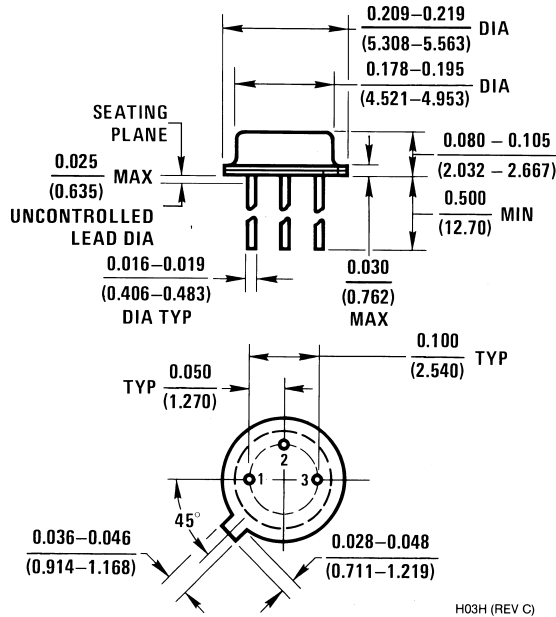 0.209–0.219 DIA
(5.308–5.563)
0.178–0.195 DIA
(4.521–4.953)
SEATING
PLANE
0.080 – 0.105
(2.032 – 2.667)
0.025 MAX
(0.635)
0.500 MIN
(12.70)
UNCONTROLLED
LEAD DIA
0.016–0.019
(0.406–0.483)
DIA TYP
0.030
(0.762)
MAX
0.100 TYP
(2.540)
TYP 0.050
(1.270)
2
1 3
45°
0.036–0.046
(0.914–1.168)
0.028–0.048
(0.711–1.219)
H03H (REV C)